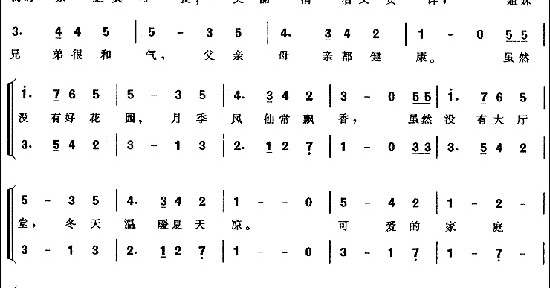 3. 4 4 5 | 5 - 3 5 | 4. 3 4 2 | 1 - 0 5 5
兄弟很和气，父亲母亲都健康。虽然
1. 7 6 5 | 5 - 3 5 | 4. 3 4 2 | 3 - 0 5 5 | 1. 7 6 5
没有好花园，月季凤仙常飘香；虽然没有大厅
3. 5 4 2 | 3 - 1 3 | 2. 1 2 7 | 1 - 0 3 3 | 3. 5 4 2
5 - 3 5 | 4. 3 4 2 | 1 - - 0 | 5 - 4 2 | 1 - 2 -
堂，冬天温暖夏天凉。可爱的家庭
3 - 1 3 | 2. 1 2 7 | 1 - - 0 | 3 - 1 2 7 | 1 - 7 -